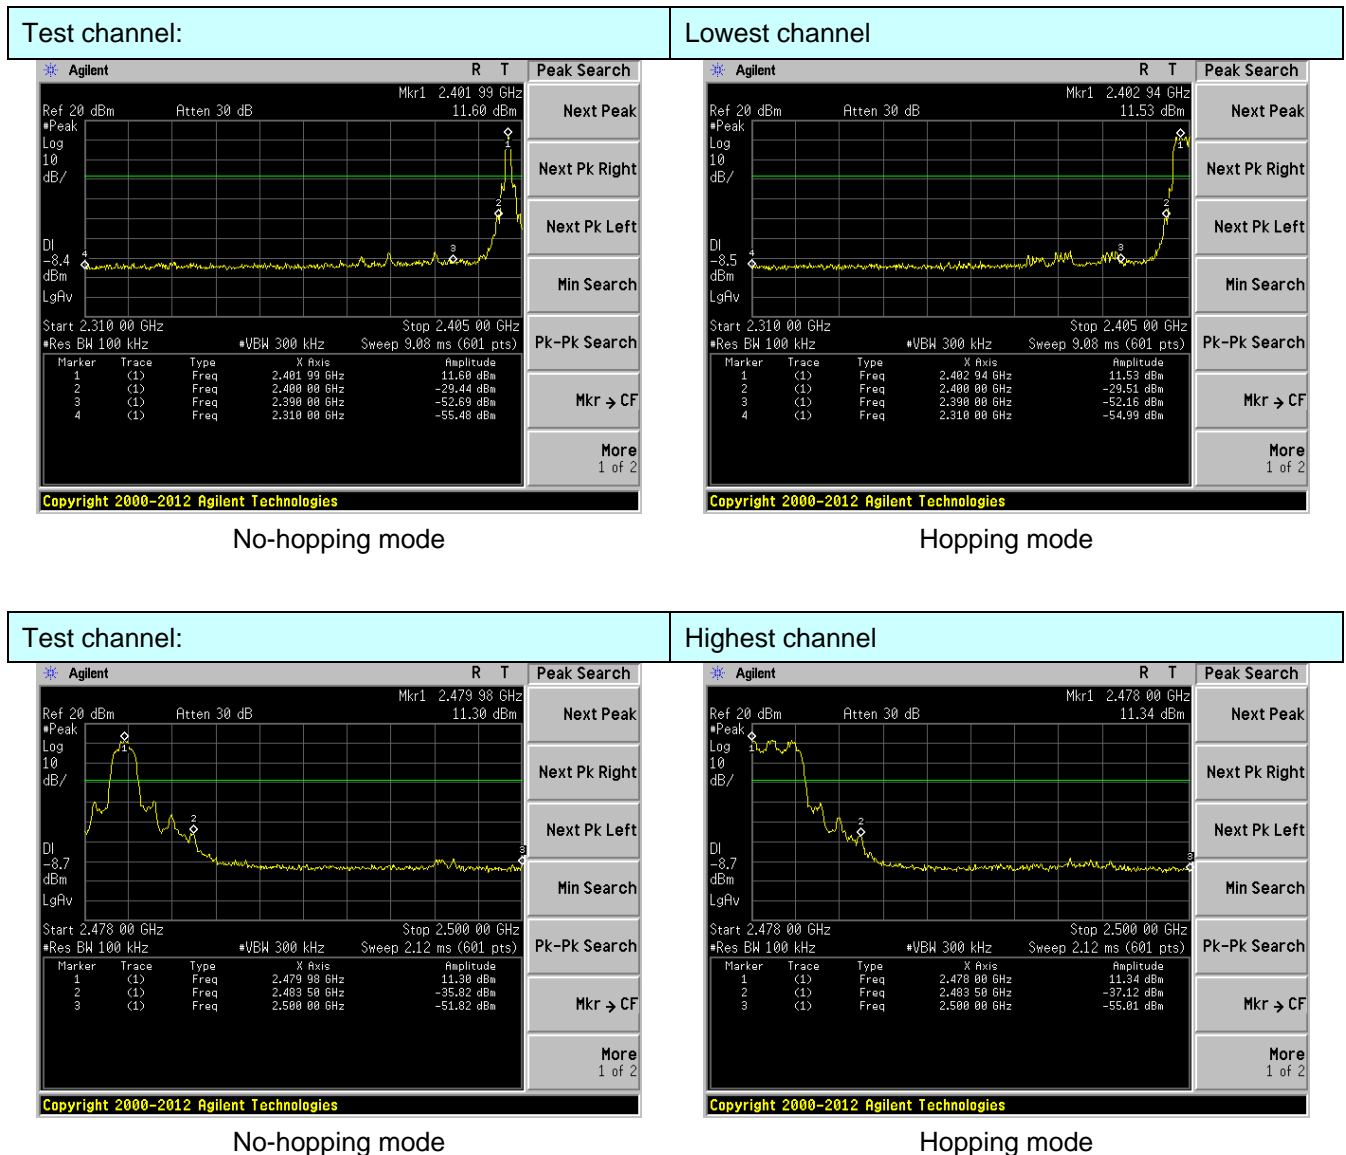 Test channel: Lowest channel
Agilent R T Peak Search
Mkr1 2.401 99 GHz
Ref 20 dBm Atten 30 dB 11.60 dBm
#Peak
Log
10
dB/
1
2
3
4
DI
-8.4
dBm
LgAv
Start 2.310 00 GHz Stop 2.405 00 GHz
#Res BW 100 kHz #VBW 300 kHz Sweep 9.08 ms (601 pts)
Marker Trace Type X Axis Amplitude
1 (1) Freq 2.401 99 GHz 11.60 dBm
2 (1) Freq 2.400 00 GHz -29.44 dBm
3 (1) Freq 2.390 00 GHz -52.69 dBm
4 (1) Freq 2.310 00 GHz -55.48 dBm
Next Peak
Next Pk Right
Next Pk Left
Min Search
Pk-Pk Search
Mkr → CF
More
1 of 2
Copyright 2000-2012 Agilent Technologies
No-hopping mode
Agilent R T Peak Search
Mkr1 2.402 94 GHz
Ref 20 dBm Atten 30 dB 11.53 dBm
#Peak
Log
10
dB/
1
2
3
4
DI
-8.5
dBm
LgAv
Start 2.310 00 GHz Stop 2.405 00 GHz
#Res BW 100 kHz #VBW 300 kHz Sweep 9.08 ms (601 pts)
Marker Trace Type X Axis Amplitude
1 (1) Freq 2.402 94 GHz 11.53 dBm
2 (1) Freq 2.400 00 GHz -29.51 dBm
3 (1) Freq 2.390 00 GHz -52.16 dBm
4 (1) Freq 2.310 00 GHz -54.99 dBm
Next Peak
Next Pk Right
Next Pk Left
Min Search
Pk-Pk Search
Mkr → CF
More
1 of 2
Copyright 2000-2012 Agilent Technologies
Hopping mode
Test channel: Highest channel
Agilent R T Peak Search
Mkr1 2.479 98 GHz
Ref 20 dBm Atten 30 dB 11.30 dBm
#Peak
Log
10
dB/
1
2
3
DI
-8.7
dBm
LgAv
Start 2.478 00 GHz Stop 2.500 00 GHz
#Res BW 100 kHz #VBW 300 kHz Sweep 2.12 ms (601 pts)
Marker Trace Type X Axis Amplitude
1 (1) Freq 2.479 98 GHz 11.30 dBm
2 (1) Freq 2.483 50 GHz -35.82 dBm
3 (1) Freq 2.500 00 GHz -51.82 dBm
Next Peak
Next Pk Right
Next Pk Left
Min Search
Pk-Pk Search
Mkr → CF
More
1 of 2
Copyright 2000-2012 Agilent Technologies
No-hopping mode
Agilent R T Peak Search
Mkr1 2.478 00 GHz
Ref 20 dBm Atten 30 dB 11.34 dBm
#Peak
Log
10
dB/
1
2
3
DI
-8.7
dBm
LgAv
Start 2.478 00 GHz Stop 2.500 00 GHz
#Res BW 100 kHz #VBW 300 kHz Sweep 2.12 ms (601 pts)
Marker Trace Type X Axis Amplitude
1 (1) Freq 2.478 00 GHz 11.34 dBm
2 (1) Freq 2.483 50 GHz -37.12 dBm
3 (1) Freq 2.500 00 GHz -55.01 dBm
Next Peak
Next Pk Right
Next Pk Left
Min Search
Pk-Pk Search
Mkr → CF
More
1 of 2
Copyright 2000-2012 Agilent Technologies
Hopping mode